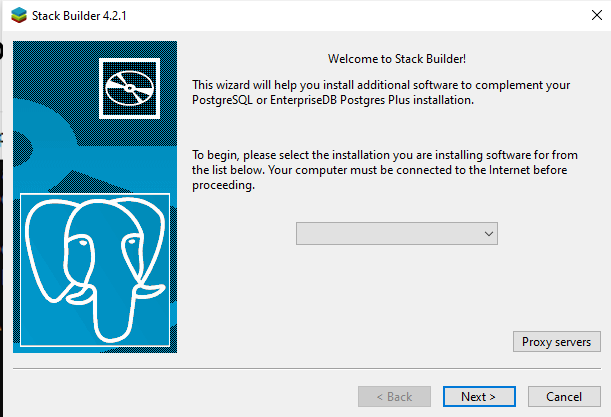 Stack Builder 4.2.1
Welcome to Stack Builder!
This wizard will help you install additional software to complement your
PostgreSQL or EnterpriseDB Postgres Plus installation.
To begin, please select the installation you are installing software for from
the list below. Your computer must be connected to the Internet before
proceeding.
Proxy servers
< Back
Next >
Cancel